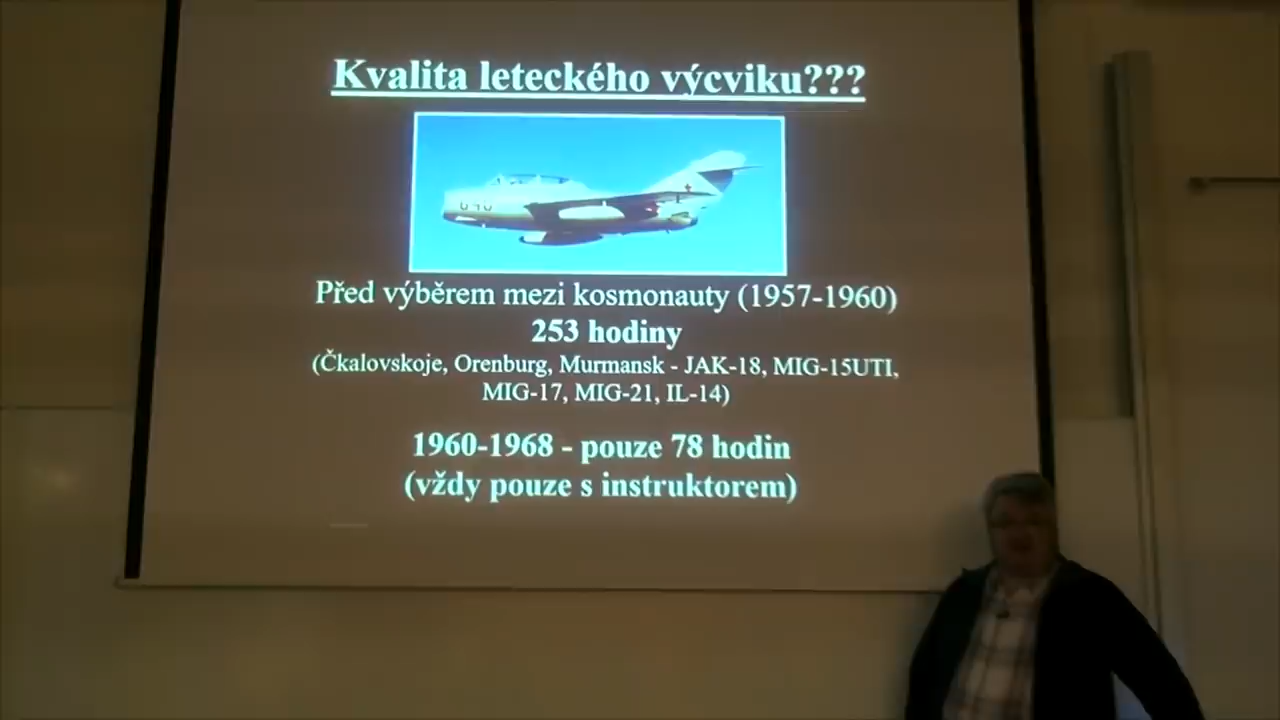 Kvalita leteckého výcviku???
040
Před výběrem mezi kosmonauty (1957-1960)
253 hodiny
(Čkalovskoje, Orenburg, Murmansk - JAK-18, MIG-15UTI,
MIG-17, MIG-21, IL-14)
1960-1968 - pouze 78 hodin
(vždy pouze s instruktorem)